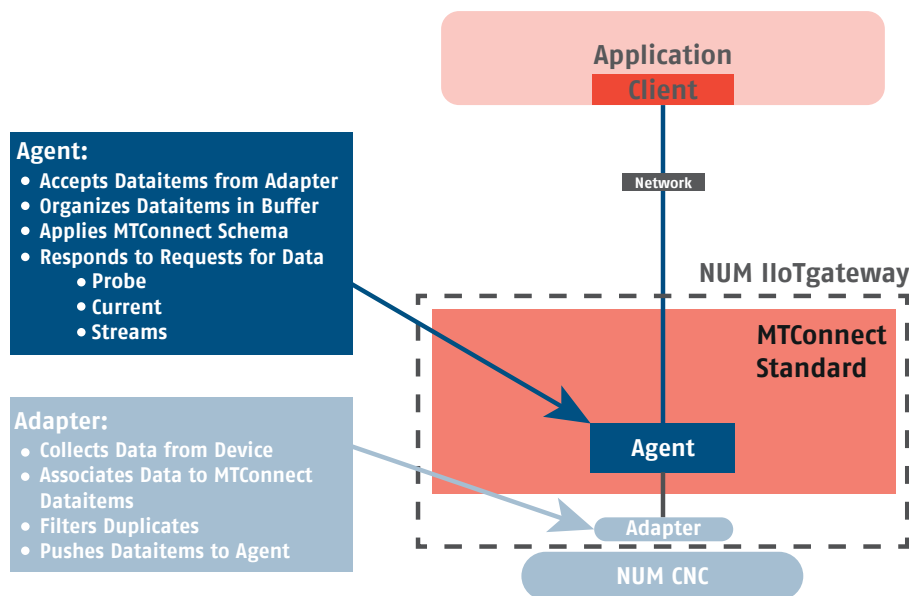 Application
Client
Network
Agent:
• Accepts Dataitems from Adapter
• Organizes Dataitems in Buffer
• Applies MTConnect Schema
• Responds to Requests for Data
• Probe
• Current
• Streams
NUM IIoTgateway
MTConnect
Standard
Agent
Adapter:
• Collects Data from Device
• Associates Data to MTConnect
Dataitems
• Filters Duplicates
• Pushes Dataitems to Agent
Adapter
NUM CNC